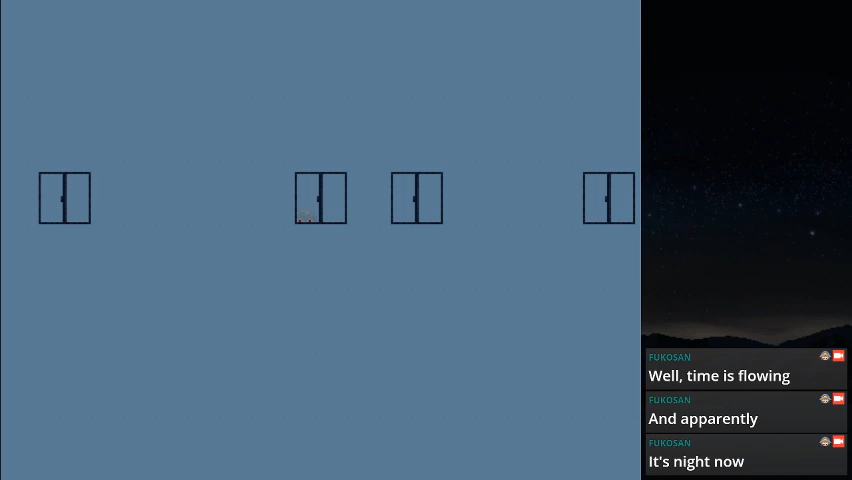 FUKOSAN
Well, time is flowing
FUKOSAN
And apparently
FUKOSAN
It's night now